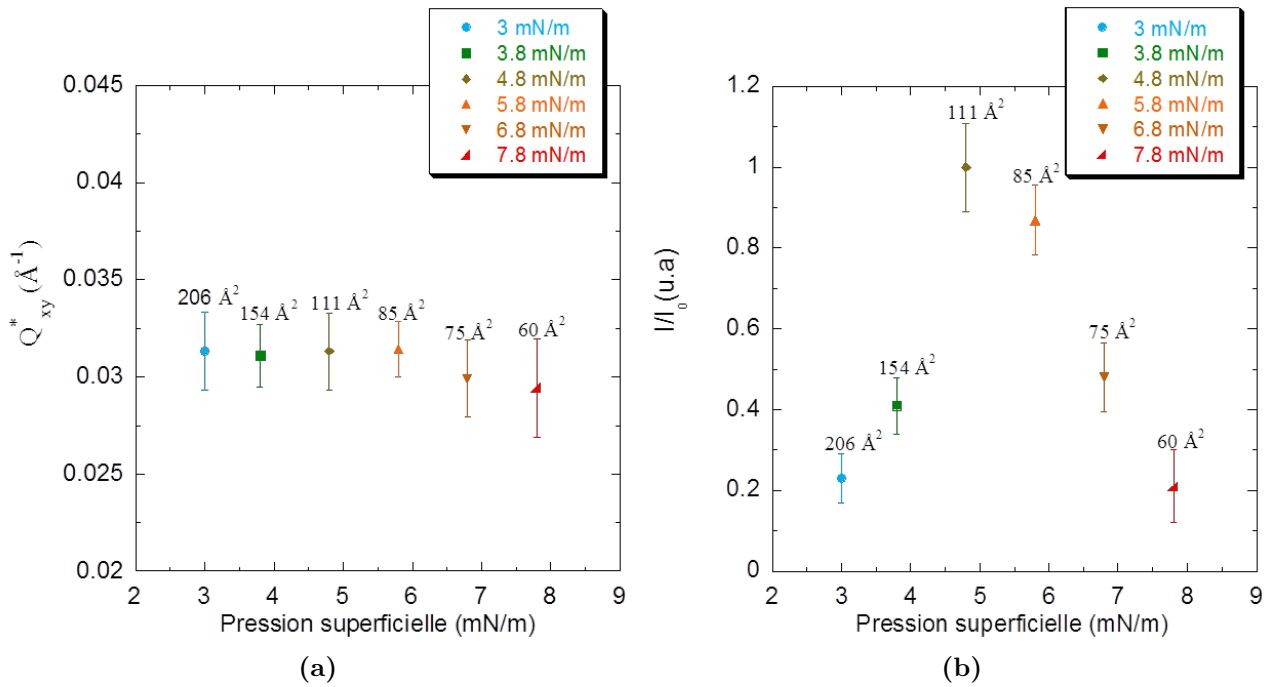 3 mN/m
3.8 mN/m
4.8 mN/m
5.8 mN/m
6.8 mN/m
7.8 mN/m
0.045
0.04
0.035
0.03
0.025
0.02
Q*xy (Å-1)
206 Å2
154 Å2
111 Å2
85 Å2
75 Å2
60 Å2
2 3 4 5 6 7 8 9
Pression superficielle (mN/m)
(a)
3 mN/m
3.8 mN/m
4.8 mN/m
5.8 mN/m
6.8 mN/m
7.8 mN/m
1.2
1
0.8
0.6
0.4
0.2
0
I/I0 (u.a)
111 Å2
85 Å2
75 Å2
154 Å2
206 Å2
60 Å2
2 3 4 5 6 7 8 9
Pression superficielle (mN/m)
(b)